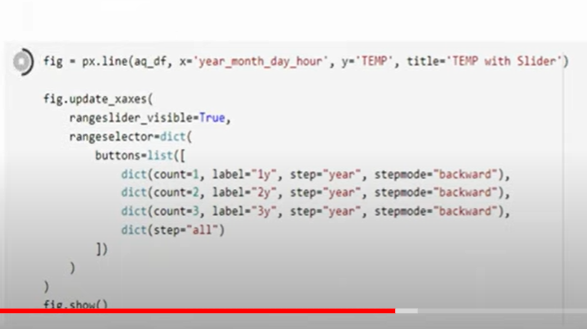 fig = px.line(aq_df, x='year_month_day_hour', y='TEMP', title='TEMP with Slider')
fig.update_xaxes(
rangeslider_visible=True,
rangeselector=dict(
buttons=list([
dict(count=1, label="1y", step="year", stepmode="backward"),
dict(count=2, label="2y", step="year", stepmode="backward"),
dict(count=3, label="3y", step="year", stepmode="backward"),
dict(step="all")
])
)
)
fig.show()